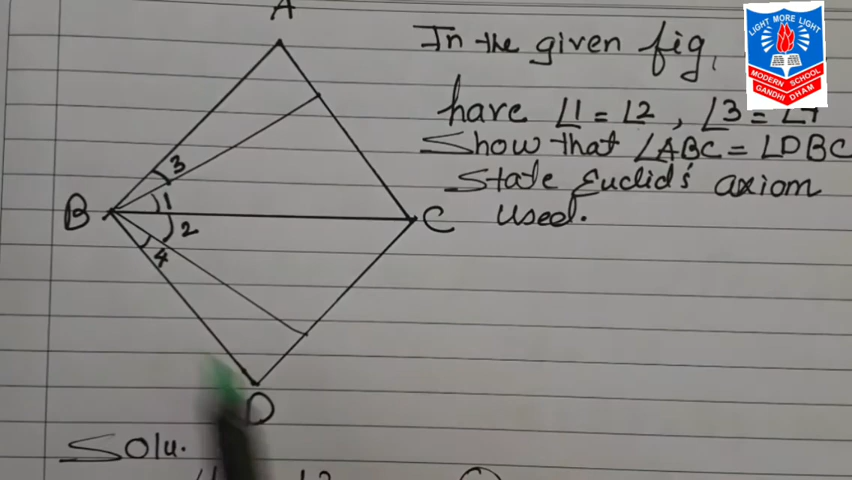 In the given fig,
LIGHT MORE LIGHT
MODERN SCHOOL
GANDHI DHAM
have ∠1 = ∠2 , ∠3 = ∠4
Show that ∠ABC = ∠DBC
State Euclid's axiom
used.
A
3
B
1
2
C
4
D
Solu.